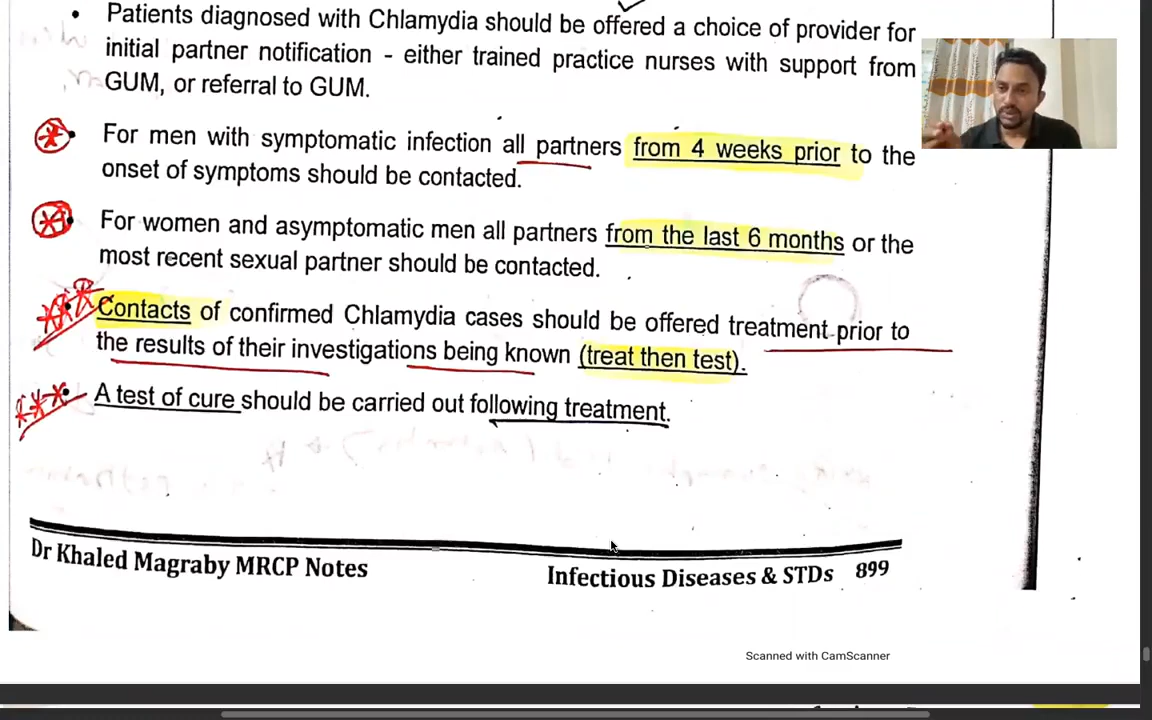 • Patients diagnosed with Chlamydia should be offered a choice of provider for
initial partner notification - either trained practice nurses with support from
GUM, or referral to GUM.
• For men with symptomatic infection all partners from 4 weeks prior to the
onset of symptoms should be contacted.
• For women and asymptomatic men all partners from the last 6 months or the
most recent sexual partner should be contacted.
• Contacts of confirmed Chlamydia cases should be offered treatment prior to
the results of their investigations being known (treat then test).
• A test of cure should be carried out following treatment.
Dr Khaled Magraby MRCP Notes
Infectious Diseases & STDs 899
Scanned with CamScanner